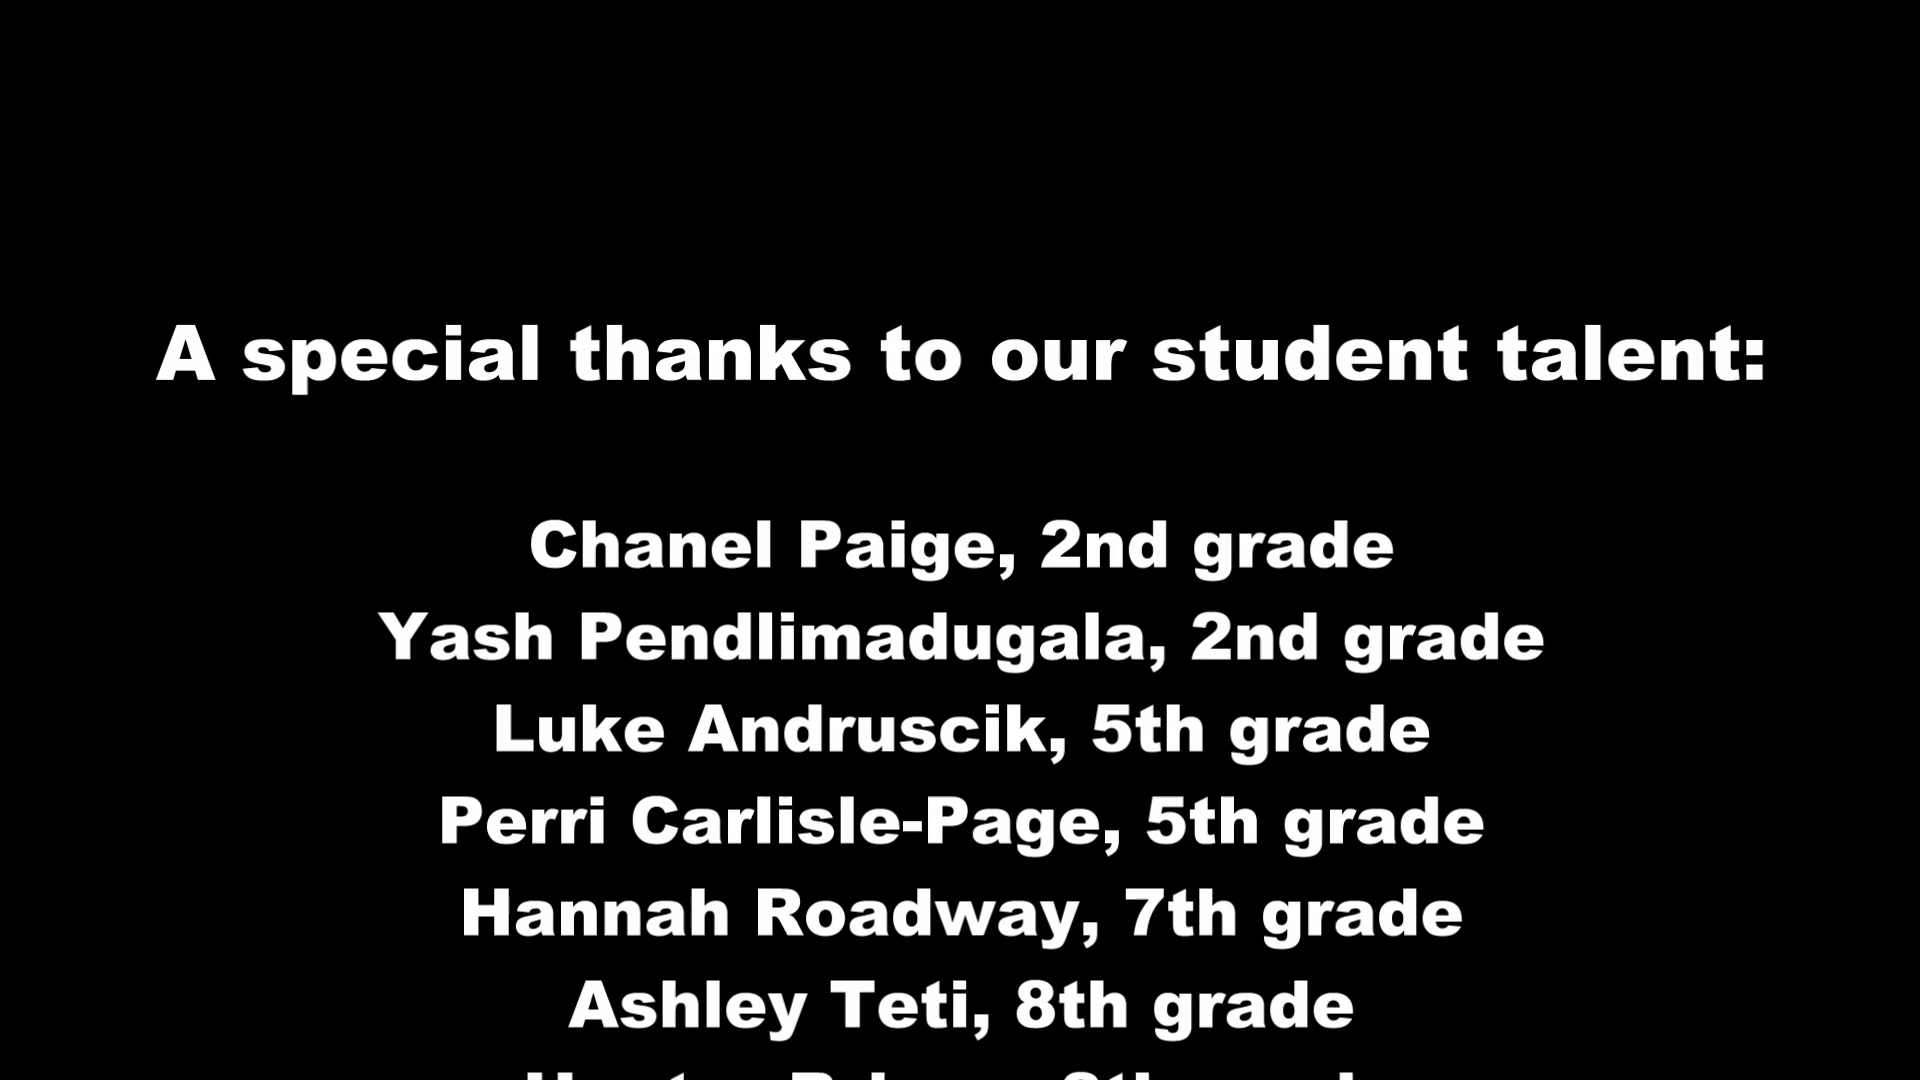 A special thanks to our student talent:
Chanel Paige, 2nd grade
Yash Pendlimadugala, 2nd grade
Luke Andruscik, 5th grade
Perri Carlisle-Page, 5th grade
Hannah Roadway, 7th grade
Ashley Teti, 8th grade